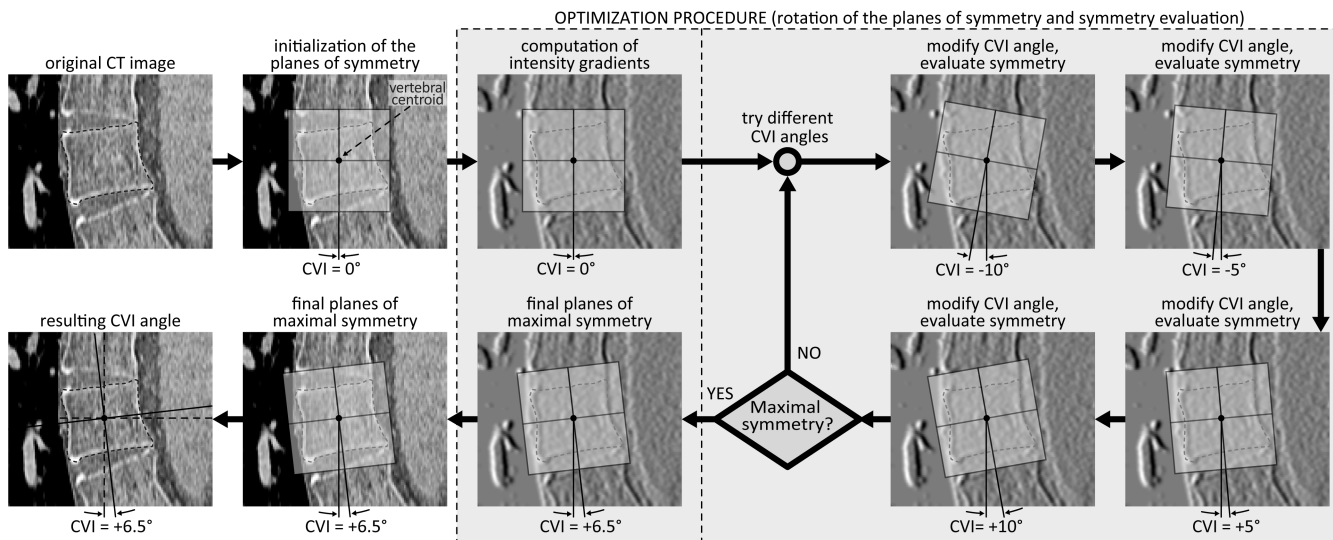 OPTIMIZATION PROCEDURE (rotation of the planes of symmetry and symmetry evaluation)
original CT image
initialization of the
planes of symmetry
vertebral
centroid
CVI = 0°
computation of
intensity gradients
CVI = 0°
try different
CVI angles
modify CVI angle,
evaluate symmetry
CVI = -10°
modify CVI angle,
evaluate symmetry
CVI = -5°
resulting CVI angle
CVI = +6.5°
final planes of
maximal symmetry
CVI = +6.5°
final planes of
maximal symmetry
CVI = +6.5°
NO
YES
Maximal
symmetry?
modify CVI angle,
evaluate symmetry
CVI= +10°
modify CVI angle,
evaluate symmetry
CVI = +5°